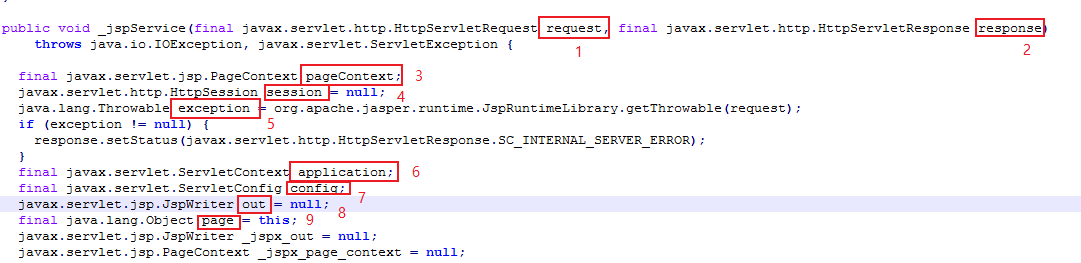 public void _jspService(final javax.servlet.http.HttpServletRequest request, final javax.servlet.http.HttpServletResponse response)
1 2
throws java.io.IOException, javax.servlet.ServletException {
final javax.servlet.jsp.PageContext pageContext; 3
javax.servlet.http.HttpSession session = null; 4
java.lang.Throwable exception = org.apache.jasper.runtime.JspRuntimeLibrary.getThrowable(request);
if (exception != null) { 5
response.setStatus(javax.servlet.http.HttpServletResponse.SC_INTERNAL_SERVER_ERROR);
}
final javax.servlet.ServletContext application; 6
final javax.servlet.ServletConfig config; 7
javax.servlet.jsp.JspWriter out = null; 8
final java.lang.Object page = this; 9
javax.servlet.jsp.JspWriter _jspx_out = null;
javax.servlet.jsp.PageContext _jspx_page_context = null;